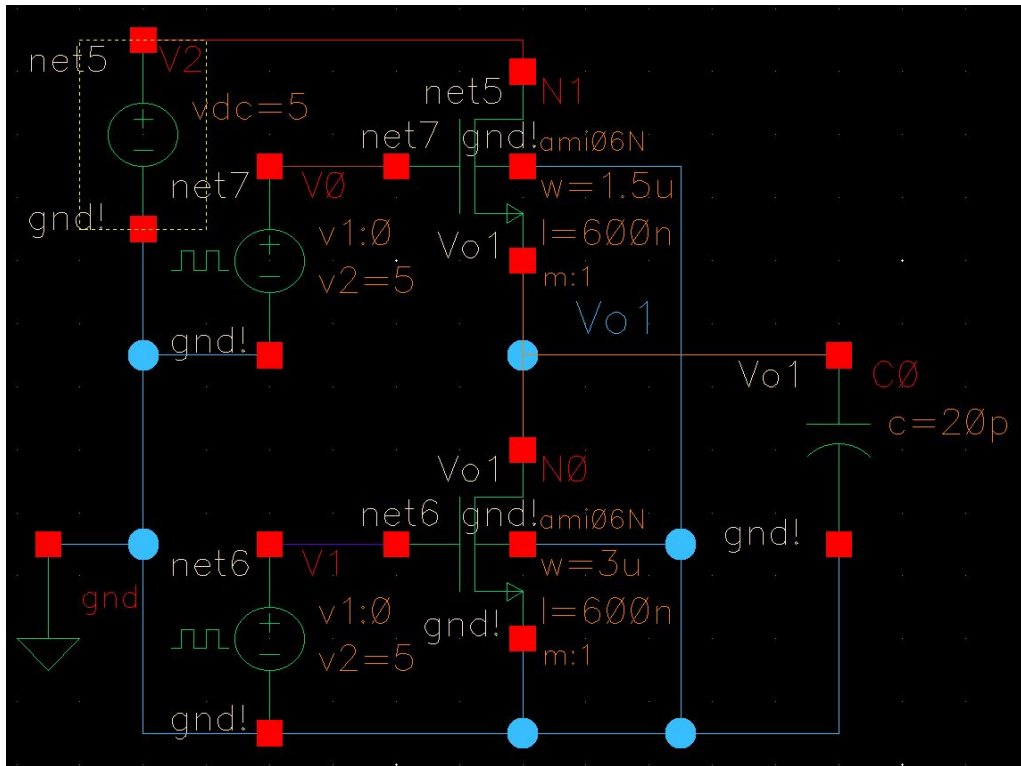 net5
V2
vdc=5
gnd!
net5
N1
net7
gnd!
ami06N
w=1.5u
l=600n
m:1
Vo1
net7
V0
v1:0
v2=5
gnd!
Vo1
Vo1
C0
c=20p
gnd!
Vo1
N0
net6
gnd!
ami06N
w=3u
l=600n
m:1
gnd!
gnd
net6
V1
v1:0
v2=5
gnd!